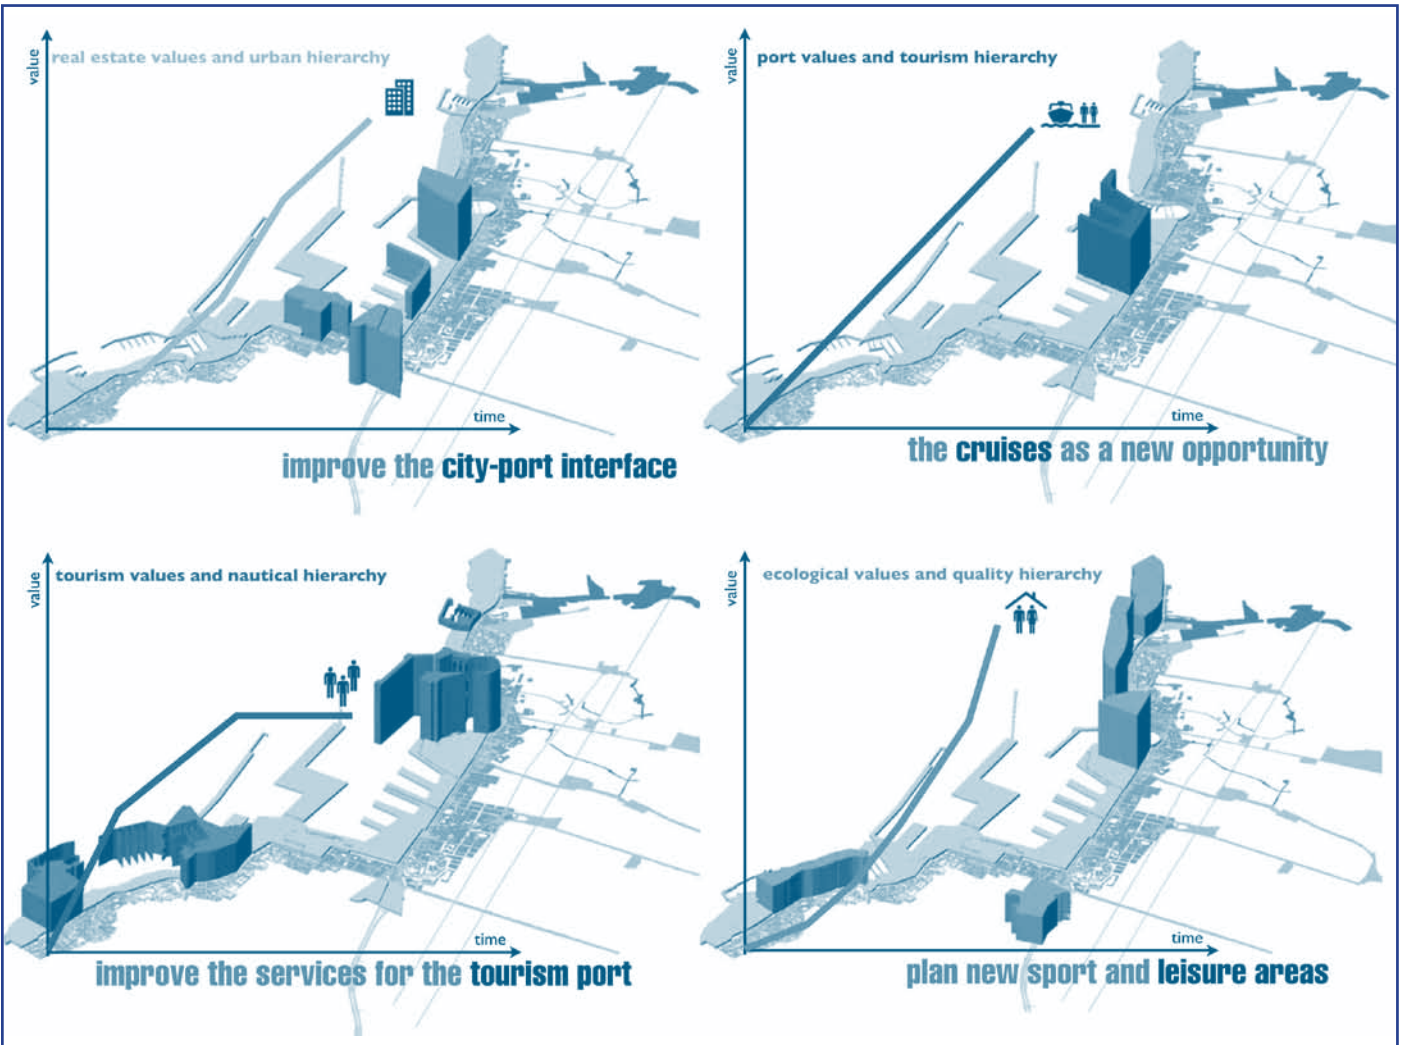 real estate values and urban hierarchy
value
time
improve the city-port interface
port values and tourism hierarchy
value
time
the cruises as a new opportunity
tourism values and nautical hierarchy
value
time
improve the services for the tourism port
ecological values and quality hierarchy
value
time
plan new sport and leisure areas